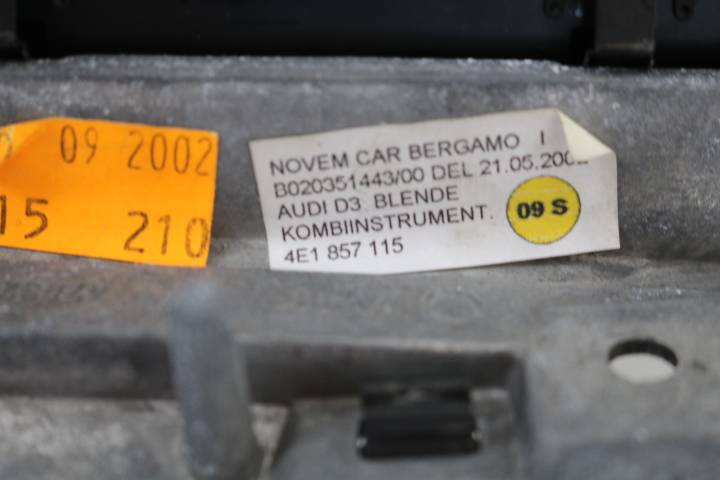 09 2002
15 210
NOVEM CAR BERGAMO I
B020351443/00 DEL 21.05.200
AUDI D3 BLENDE
KOMBIINSTRUMENT.
4E1 857 115
09 S